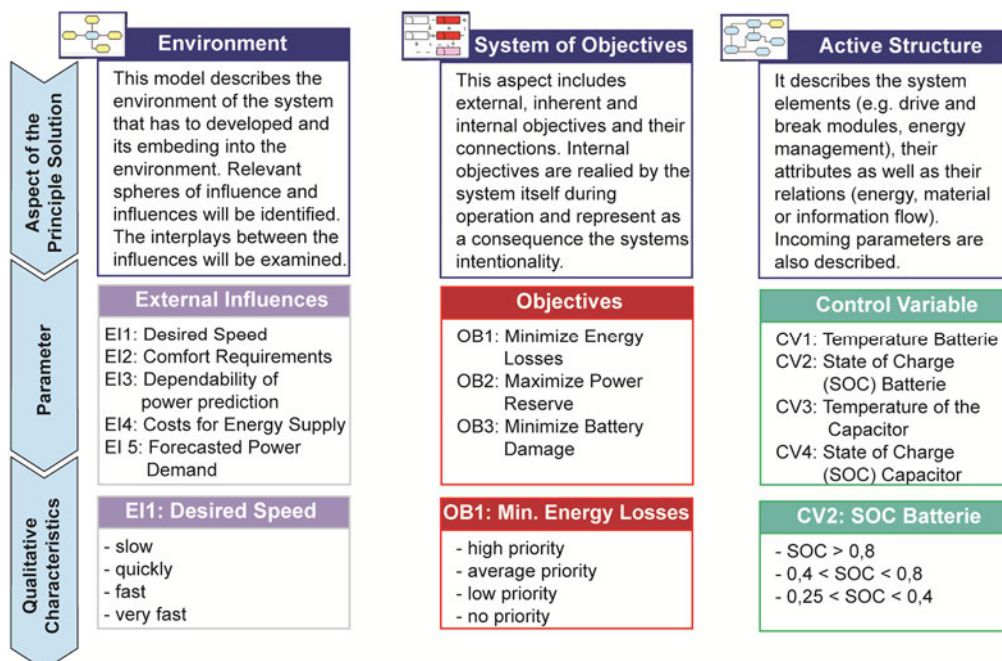 Environment
System of Objectives
Active Structure
Aspect of the
Principle Solution
This model describes the
environment of the system
that has to developed and
its embeding into the
environment. Relevant
spheres of influence and
influences will be identified.
The interplays between the
influences will be examined.
This aspect includes
external, inherent and
internal objectives and their
connections. Internal
objectives are realied by the
system itself during
operation and represent as
a consequence the systems
intentionality.
It describes the system
elements (e.g. drive and
break modules, energy
management), their
attributes as well as their
relations (energy, material
or information flow).
Incoming parameters are
also described.
Parameter
External Influences
EI1: Desired Speed
EI2: Comfort Requirements
EI3: Dependability of
power prediction
EI4: Costs for Energy Supply
EI 5: Forecasted Power
Demand
Objectives
OB1: Minimize Energy
Losses
OB2: Maximize Power
Reserve
OB3: Minimize Battery
Damage
Control Variable
CV1: Temperature Batterie
CV2: State of Charge
(SOC) Batterie
CV3: Temperature of the
Capacitor
CV4: State of Charge
(SOC) Capacitor
Qualitative
Characteristics
EI1: Desired Speed
- slow
- quickly
- fast
- very fast
OB1: Min. Energy Losses
- high priority
- average priority
- low priority
- no priority
CV2: SOC Batterie
- SOC > 0,8
- 0,4 < SOC < 0,8
- 0,25 < SOC < 0,4